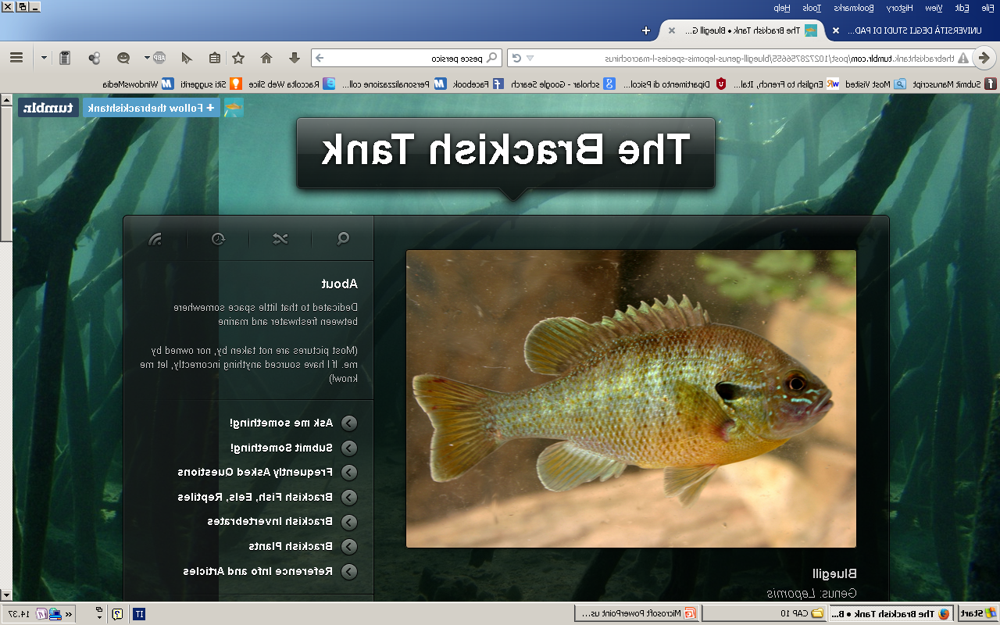 File Edit View History Bookmarks Tools Help
UNIVERSITÀ DEGLI STUDI DI PAD...
The Brackish Tank • Bluegill G...
thebrackishtank.tumblr.com/post/102728756655/bluegill-genus-lepomis-species-l-macrochirus
pesce persico
ABP
Submit Manuscript
Most Visited
English to French, Ital...
Dipartimento di Psicol...
scholar - Google Search
Facebook
Personalizzazione coll...
Raccolta Web Slice
Siti suggeriti
WindowsMedia
+ Follow thebrackishtank
tumblr.
The Brackish Tank
About
Dedicated to that little space somewhere
between freshwater and marine
(Most pictures are not taken by, nor owned by
me. If I have sourced anything incorrectly, let me
know!)
Ask me something!
Submit Something!
Frequently Asked Questions
Brackish Fish, Eels, Reptiles
Brackish Invertebrates
Brackish Plants
Reference Info and Articles
Bluegill
Genus: Lepomis
Start
The Brackish Tank • B...
CAP 10
Microsoft PowerPoint us...
IT
14.37